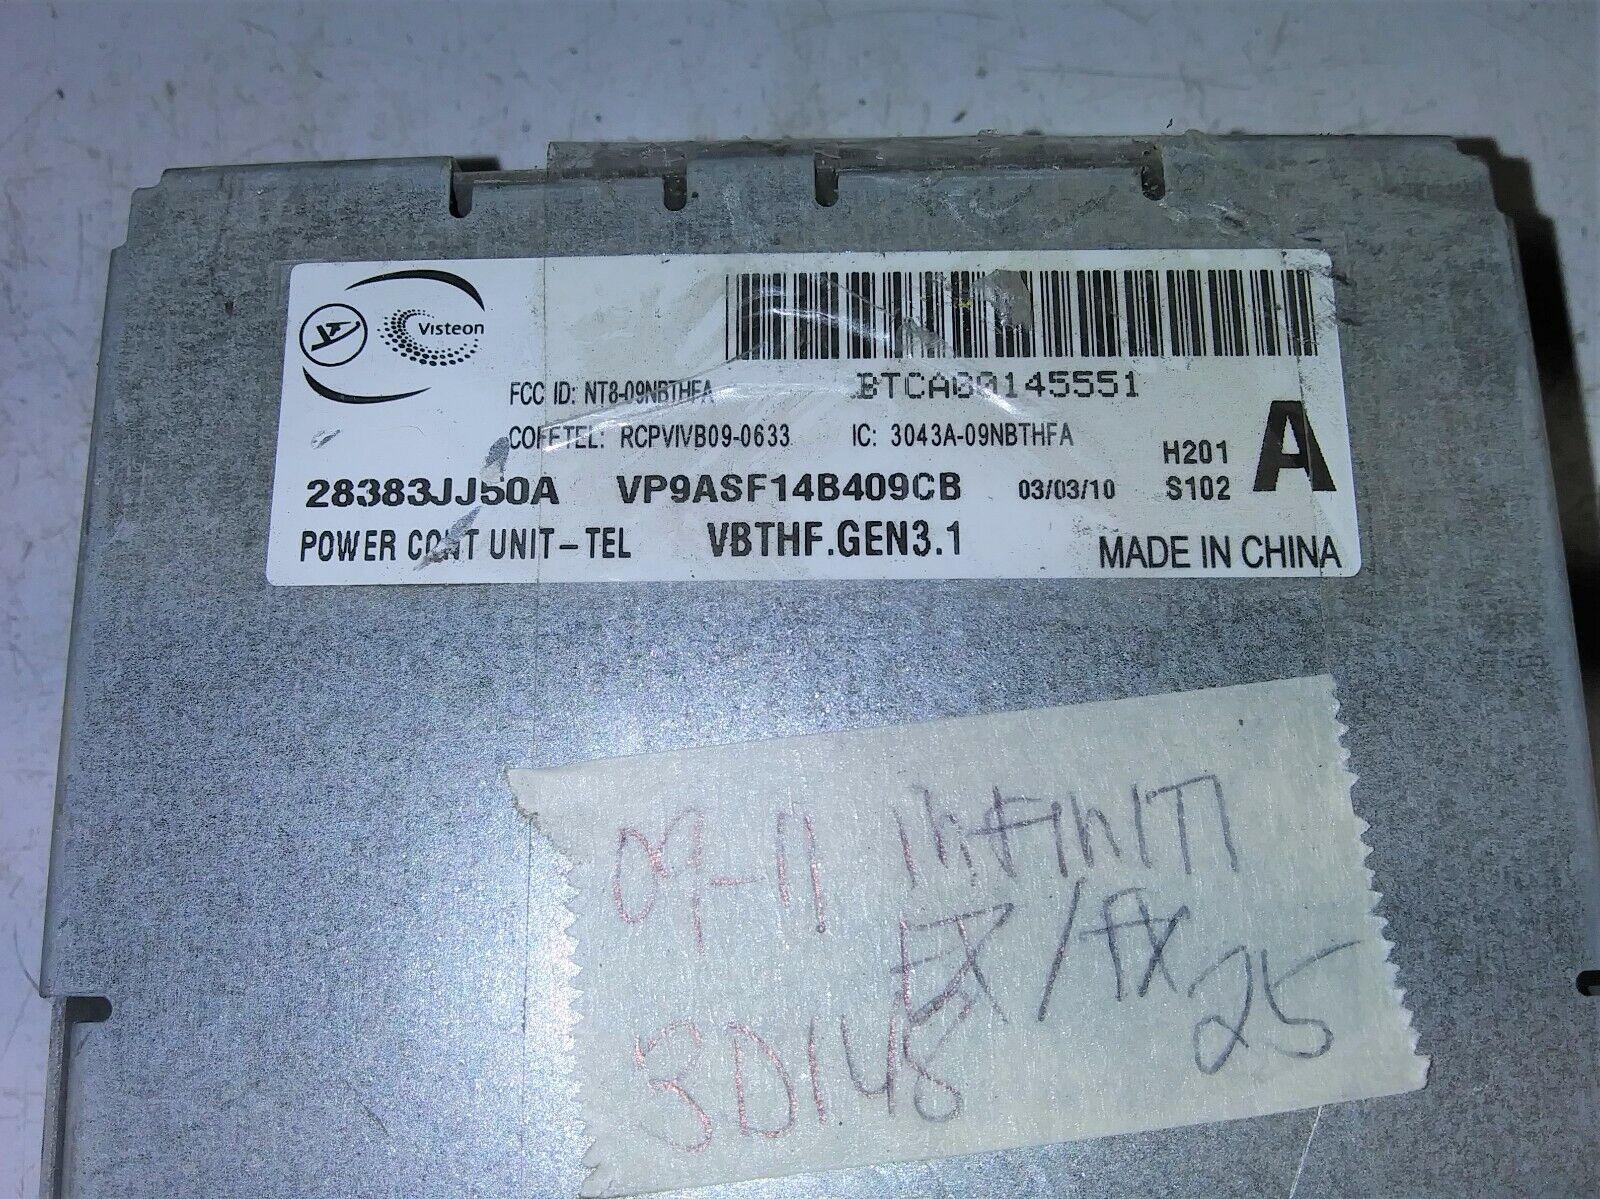 Visteon
FCC ID: NT8-09NBTHFA
BTCA00145551
COFETEL: RCPVIVB09-0633 IC: 3043A-09NBTHFA
H201
A
28383JJ50A VP9ASF14B409CB 03/03/10 S102
POWER CONT UNIT-TEL VBTHF.GEN3.1 MADE IN CHINA
09-11 INFINITI
EX/FX
25
3D148